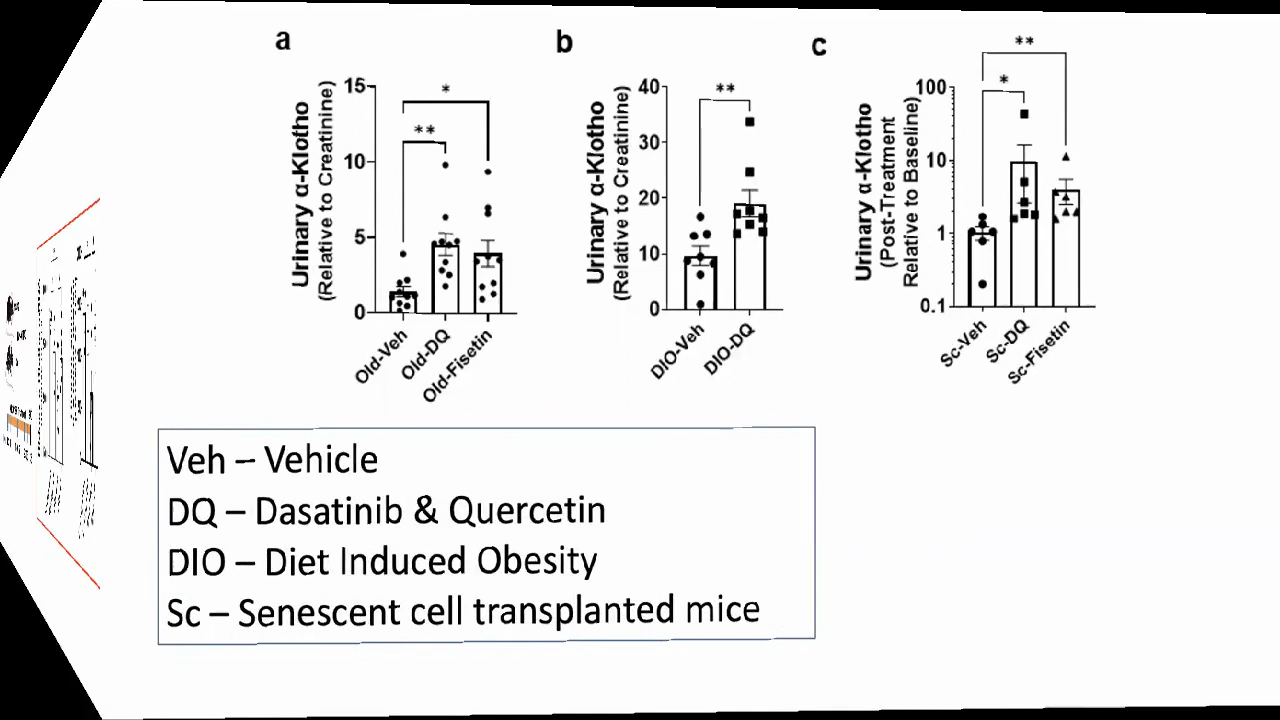 a
Urinary α-Klotho
(Relative to Creatinine)
15
10
5
0
*
**
Old-Veh
Old-DQ
Old-Fisetin
b
Urinary α-Klotho
(Relative to Creatinine)
40
30
20
10
0
**
DIO-Veh
DIO-DQ
c
Urinary α-Klotho
(Post-Treatment
Relative to Baseline)
100
10
1
0.1
**
*
Sc-Veh
Sc-DQ
Sc-Fisetin
Veh – Vehicle
DQ – Dasatinib & Quercetin
DIO – Diet Induced Obesity
Sc – Senescent cell transplanted mice